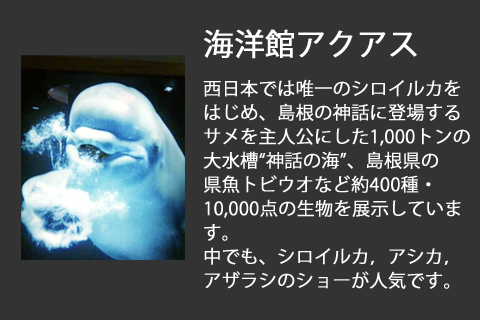 海洋館アクアス
西日本では唯一のシロイルカを
はじめ、島根の神話に登場する
サメを主人公にした1,000トンの
大水槽“神話の海”、島根県の
県魚トビウオなど約400種・
10,000点の生物を展示していま
す。
中でも、シロイルカ，アシカ，
アザラシのショーが人気です。